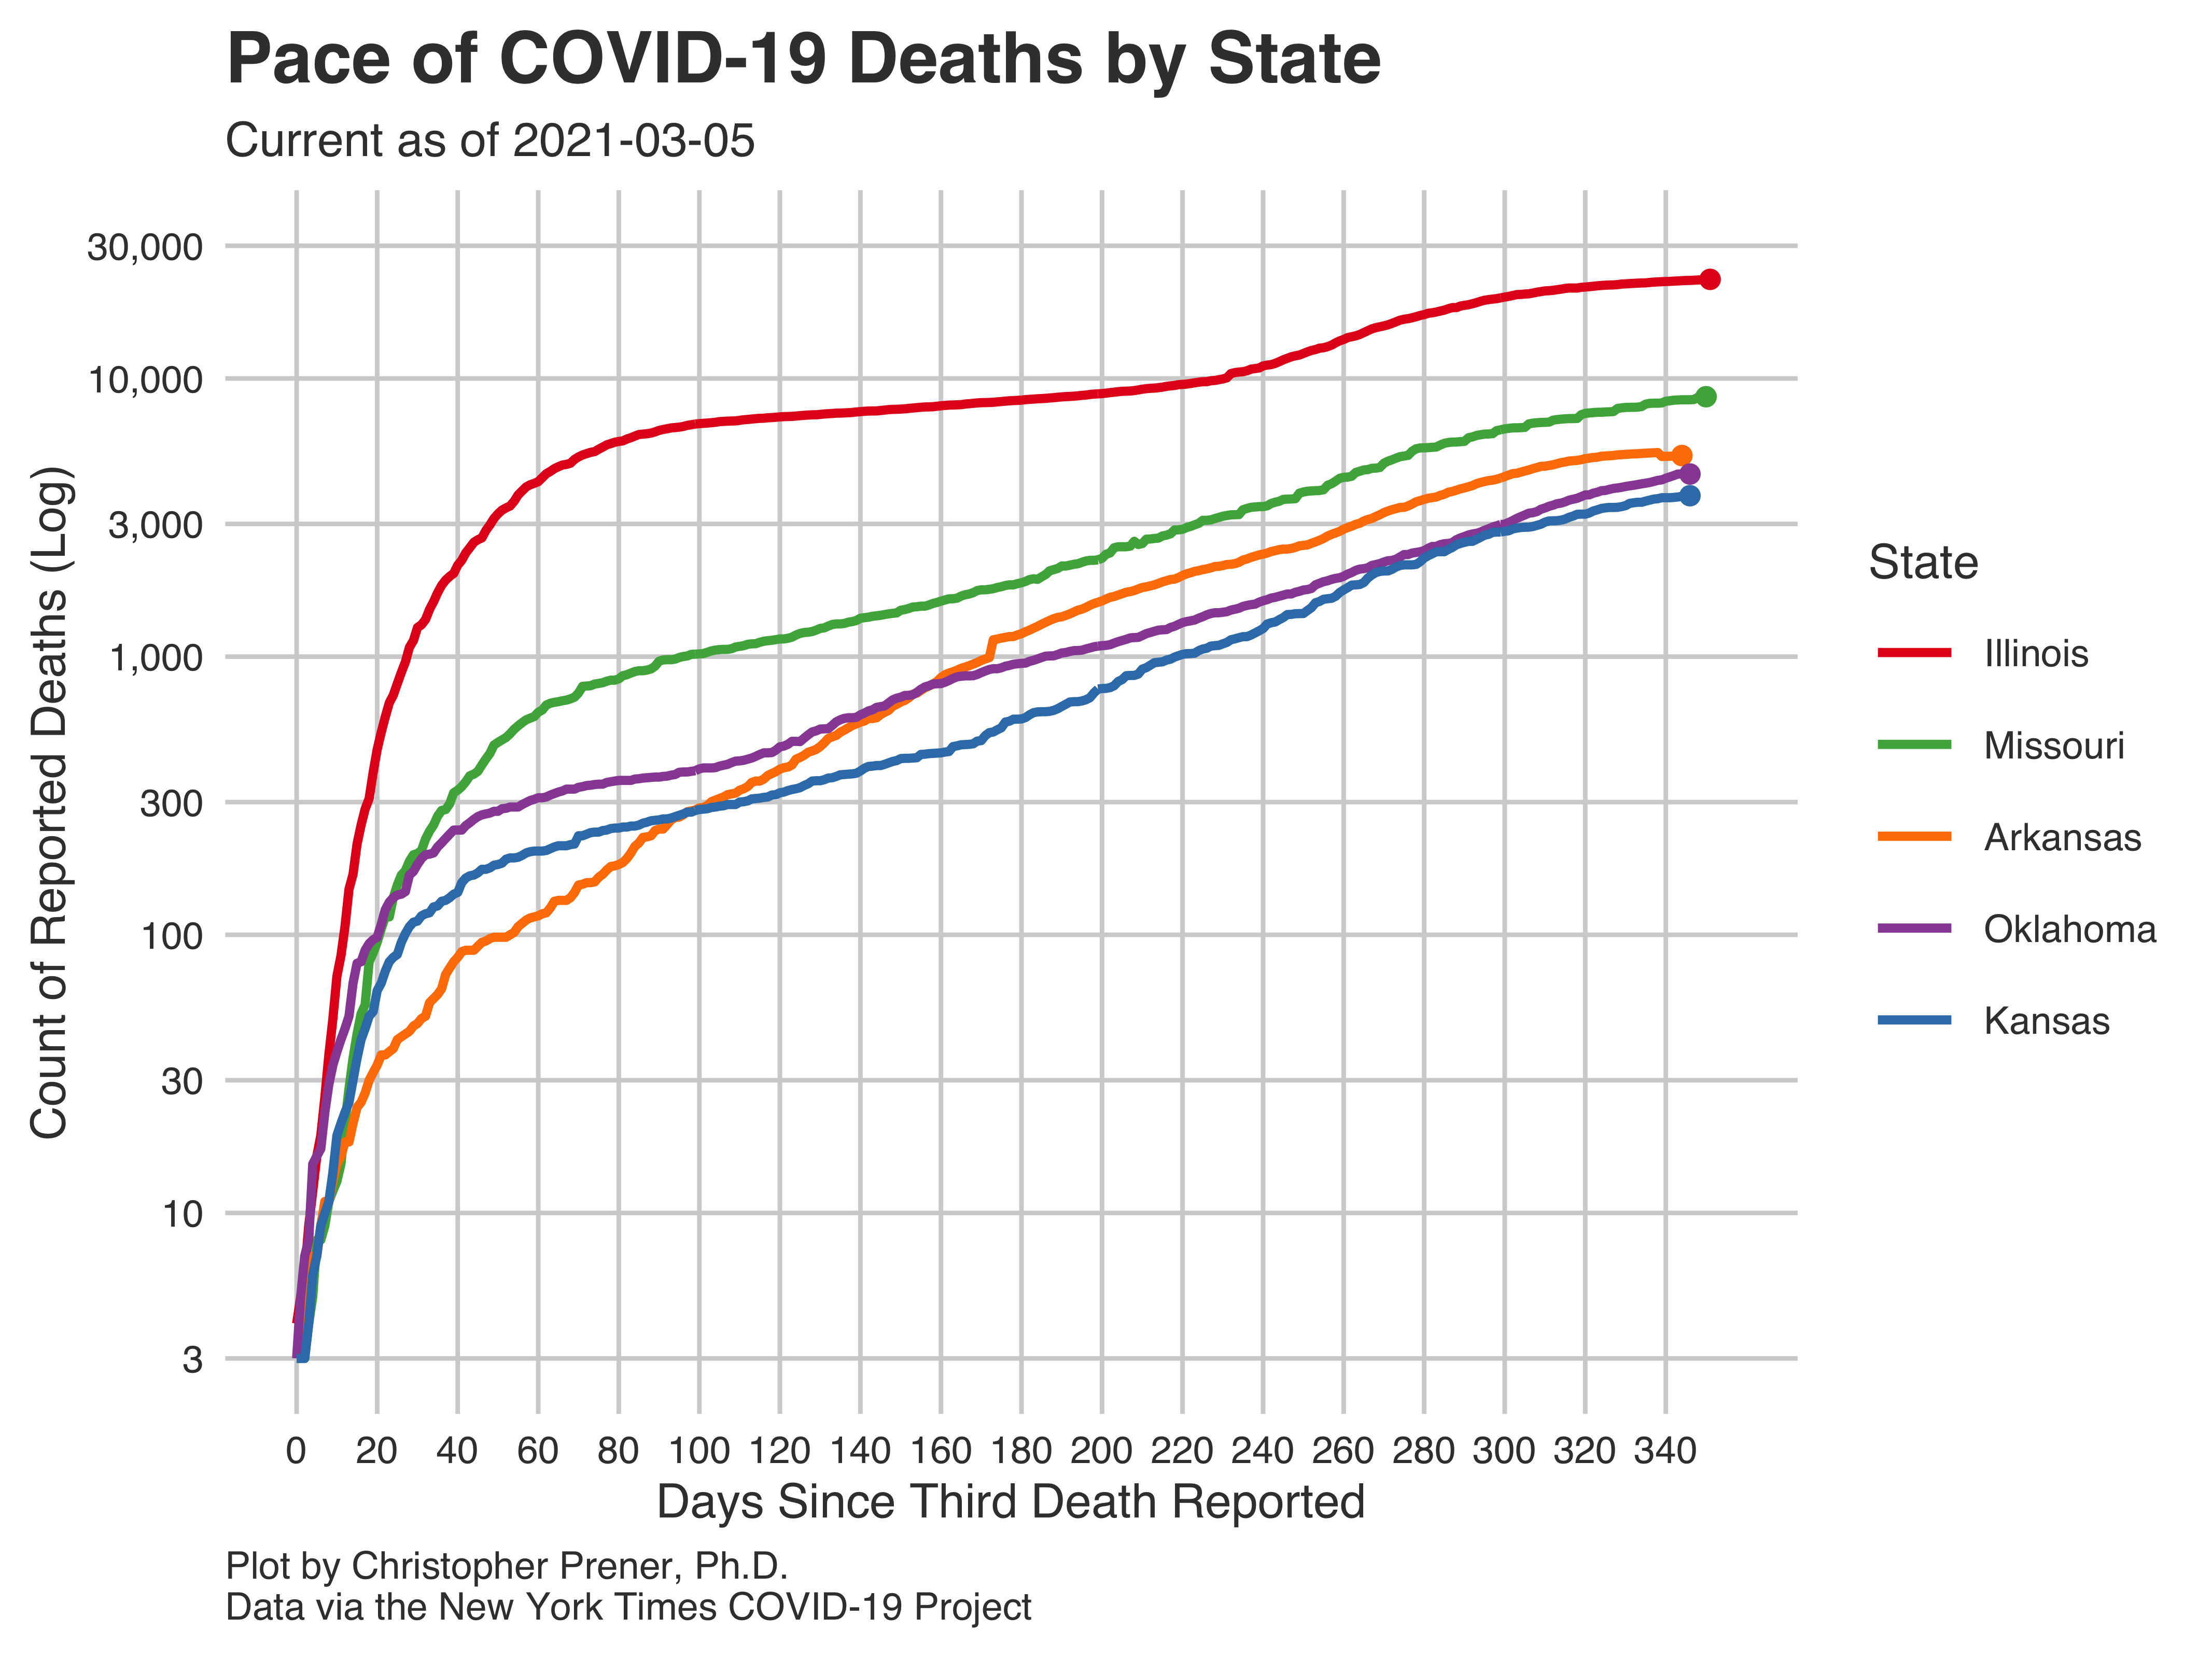 Pace of COVID-19 Deaths by State
Current as of 2021-03-05
Count of Reported Deaths (Log)
30,000
10,000
3,000
1,000
300
100
30
10
3
0 20 40 60 80 100 120 140 160 180 200 220 240 260 280 300 320 340
Days Since Third Death Reported
State
Illinois
Missouri
Arkansas
Oklahoma
Kansas
Plot by Christopher Prener, Ph.D.
Data via the New York Times COVID-19 Project